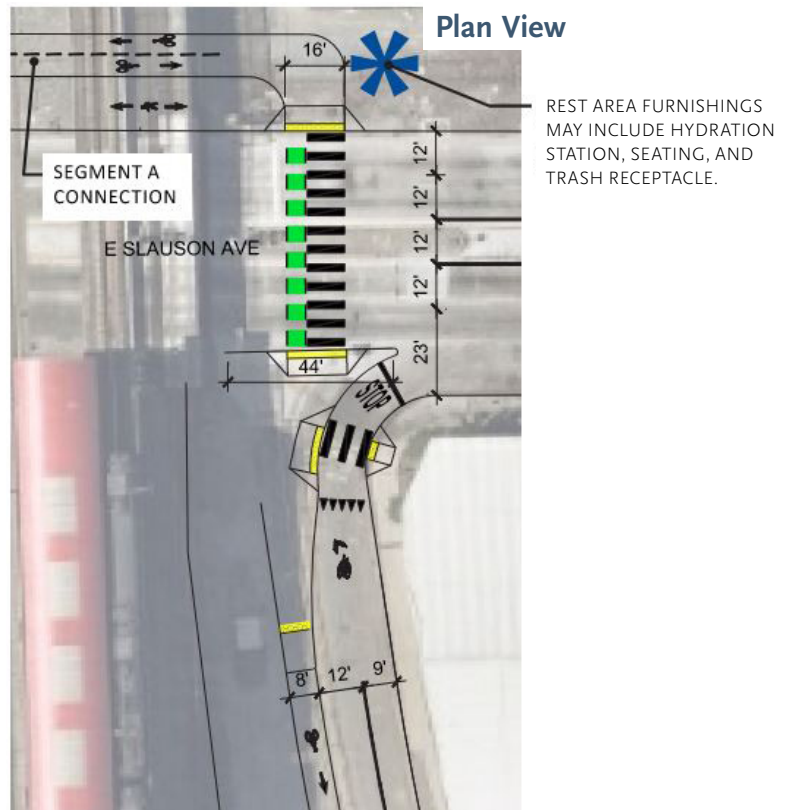 Plan View
16'
REST AREA FURNISHINGS
MAY INCLUDE HYDRATION
STATION, SEATING, AND
TRASH RECEPTACLE.
SEGMENT A
CONNECTION
12'
12'
E SLAUSON AVE
12'
12'
23'
44'
STOP
8'
12'
9'